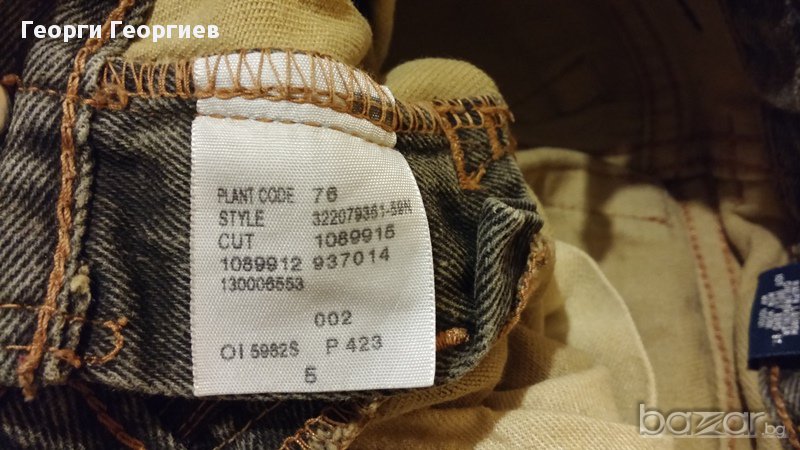 Георги Георгиев
PLANT CODE 76
STYLE 322079351-59N
CUT 1089915
1089912 937014
130006553
002
OI 5982S P 423
5
bazar.bg